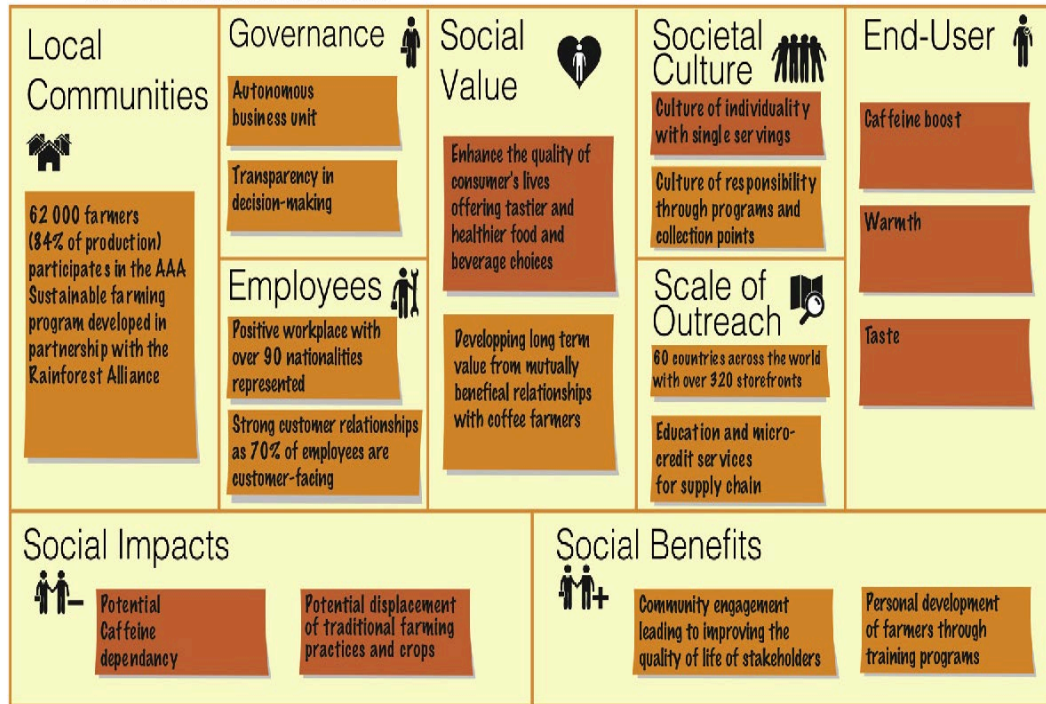 Local
Communities
62 000 farmers
(84% of production)
participates in the AAA
Sustainable farming
program developed in
partnership with the
Rainforest Alliance
Governance
Autonomous
business unit
Transparency in
decision-making
Employees
Positive workplace with
over 90 nationalities
represented
Strong customer relationships
as 70% of employees are
customer-facing
Social
Value
Enhance the quality of
consumer's lives
offering tastier and
healthier food and
beverage choices
Developping long term
value from mutually
benefical relationships
with coffee farmers
Societal
Culture
Culture of individuality
with single servings
Culture of responsibility
through programs and
collection points
Scale of
Outreach
60 countries across the world
with over 320 storefronts
Education and micro-
credit services
for supply chain
End-User
Caffeine boost
Warmth
Taste
Social Impacts
Potential
Caffeine
dependancy
Potential displacement
of traditional farming
practices and crops
Social Benefits
Community engagement
leading to improving the
quality of life of stakeholders
Personal development
of farmers through
training programs